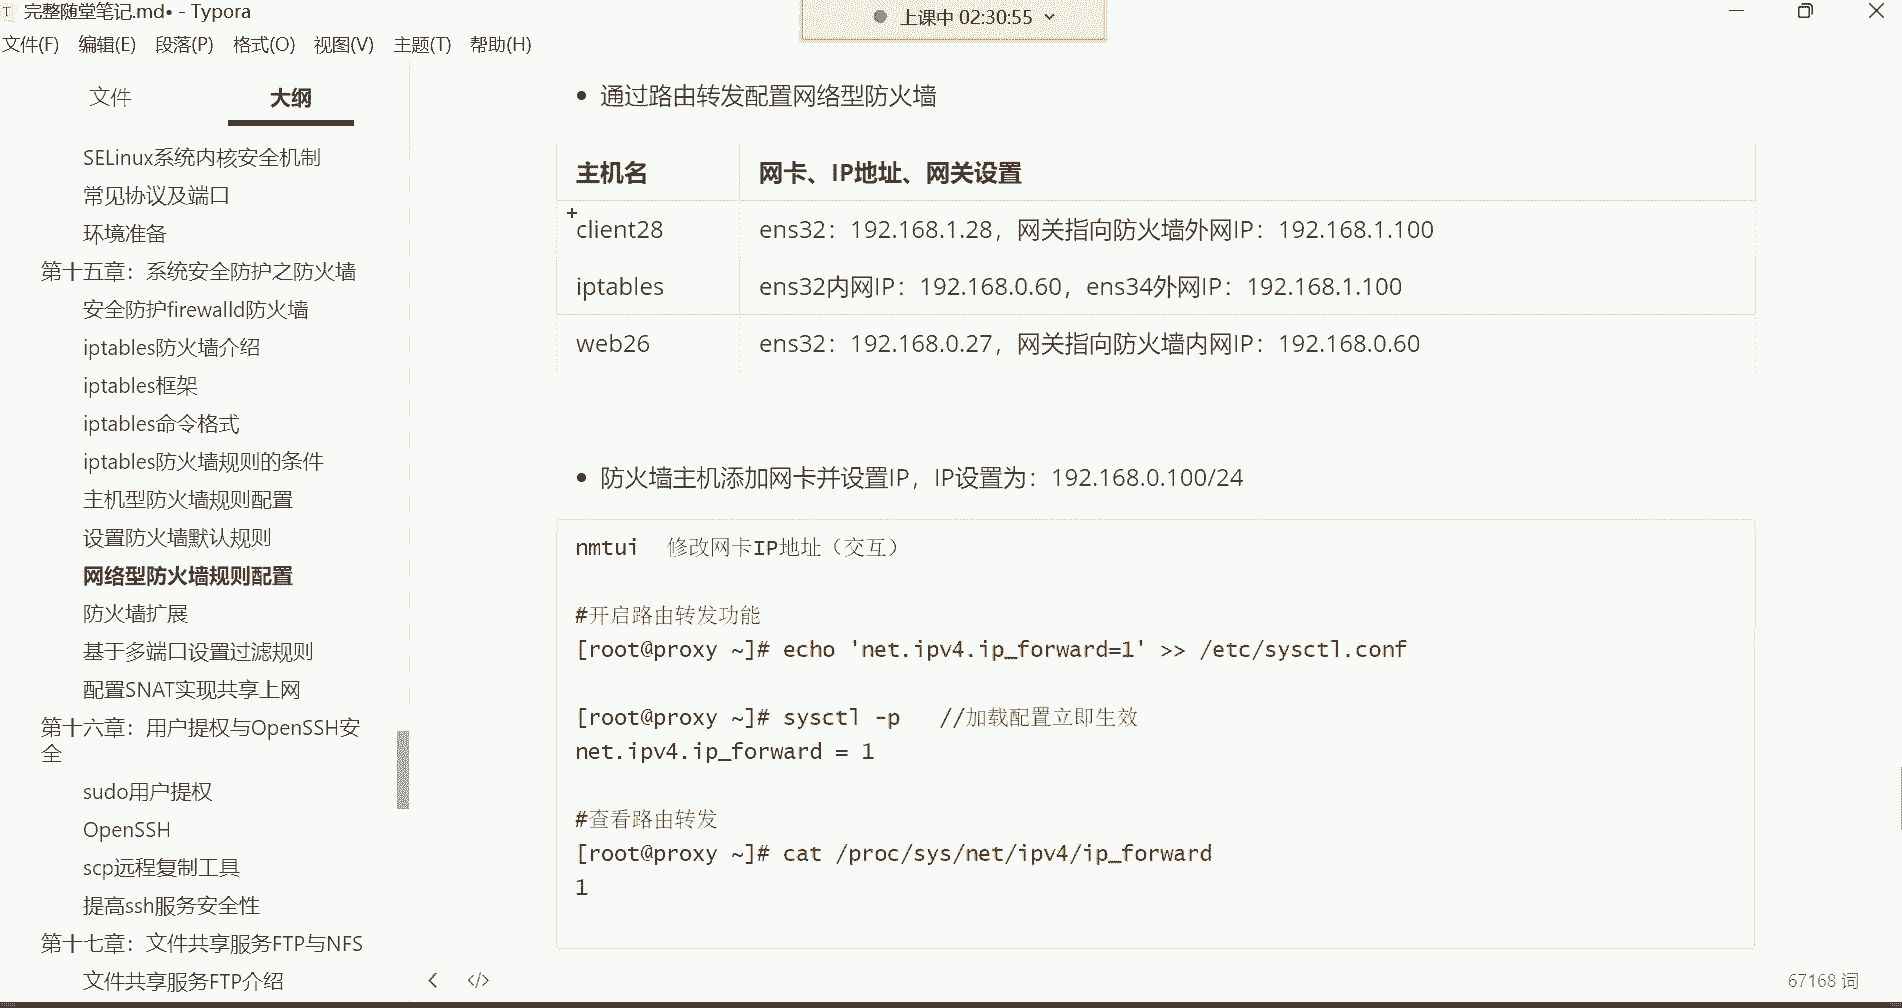 完整随堂笔记.md• - Typora
上课中 02:30:55
文件(F) 编辑(E) 段落(P) 格式(O) 视图(V) 主题(T) 帮助(H)
文件 大纲
SELinux系统内核安全机制
常见协议及端口
环境准备
第十五章：系统安全防护之防火墙
安全防护firewalld防火墙
iptables防火墙介绍
iptables框架
iptables命令格式
iptables防火墙规则的条件
主机型防火墙规则配置
设置防火墙默认规则
网络型防火墙规则配置
防火墙扩展
基于多端口设置过滤规则
配置SNAT实现共享上网
第十六章：用户提权与OpenSSH安
全
sudo用户提权
OpenSSH
scp远程复制工具
提高ssh服务安全性
第十七章：文件共享服务FTP与NFS
文件共享服务FTP介绍
• 通过路由转发配置网络型防火墙
主机名 网卡、IP地址、网关设置
client28 ens32：192.168.1.28，网关指向防火墙外网IP：192.168.1.100
iptables ens32内网IP：192.168.0.60，ens34外网IP：192.168.1.100
web26 ens32：192.168.0.27，网关指向防火墙内网IP：192.168.0.60
• 防火墙主机添加网卡并设置IP，IP设置为：192.168.0.100/24
nmtui 修改网卡IP地址（交互）
#开启路由转发功能
[root@proxy ~]# echo 'net.ipv4.ip_forward=1' >> /etc/sysctl.conf
[root@proxy ~]# sysctl -p //加载配置立即生效
net.ipv4.ip_forward = 1
#查看路由转发
[root@proxy ~]# cat /proc/sys/net/ipv4/ip_forward
1
</> 67168 词